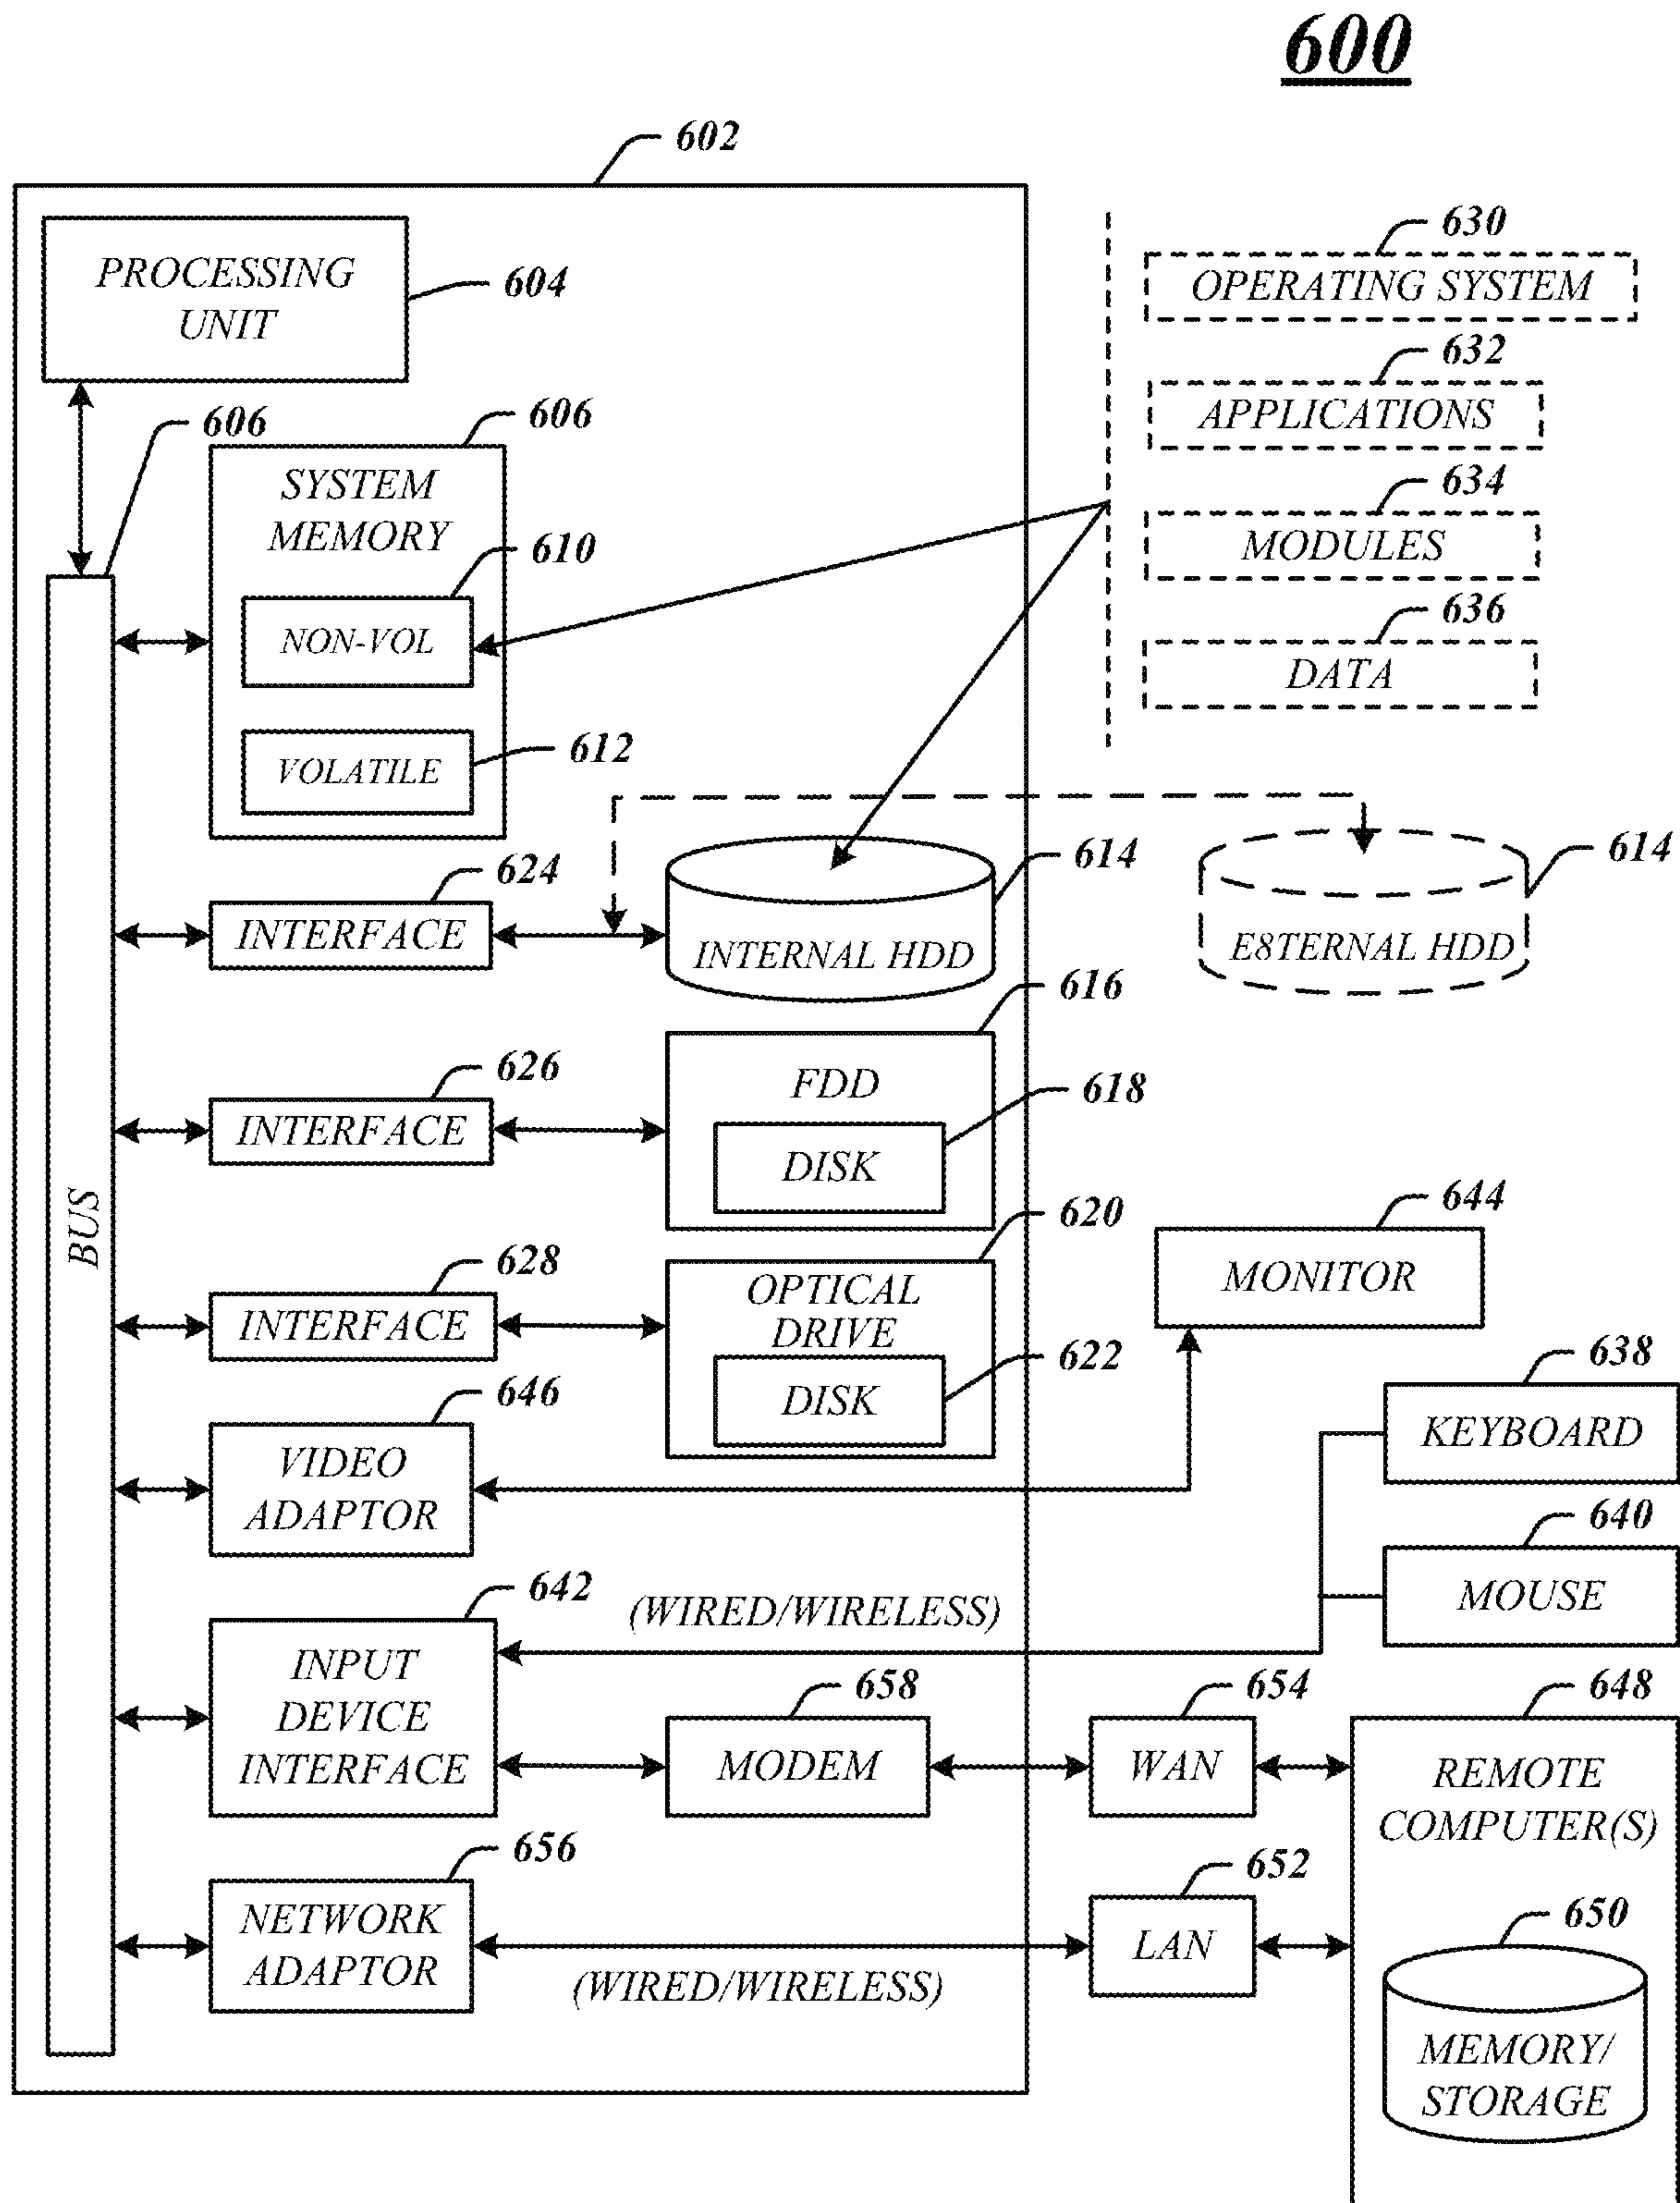 600
602
PROCESSING
UNIT
604
606
606
SYSTEM
MEMORY
610
NON-VOL
612
VOLATILE
630
OPERATING SYSTEM
632
APPLICATIONS
634
MODULES
636
DATA
624
INTERFACE
614
INTERNAL HDD
614
E8TERNAL HDD
616
FDD
626
INTERFACE
618
DISK
BUS
620
OPTICAL
DRIVE
628
INTERFACE
622
DISK
644
MONITOR
638
KEYBOARD
646
VIDEO
ADAPTOR
640
MOUSE
642
INPUT
DEVICE
INTERFACE
(WIRED/WIRELESS)
658
MODEM
654
WAN
648
REMOTE
COMPUTER(S)
656
NETWORK
ADAPTOR
(WIRED/WIRELESS)
652
LAN
650
MEMORY/
STORAGE